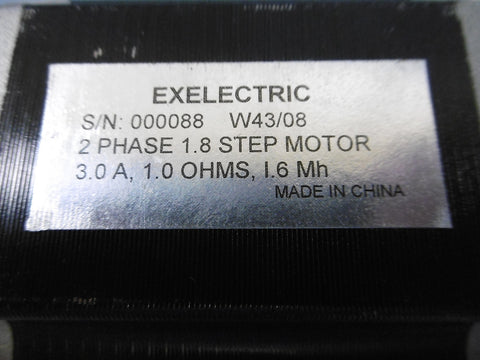 EXELECTRIC
S/N: 000088 W43/08
2 PHASE 1.8 STEP MOTOR
3.0 A, 1.0 OHMS, I.6 Mh
MADE IN CHINA